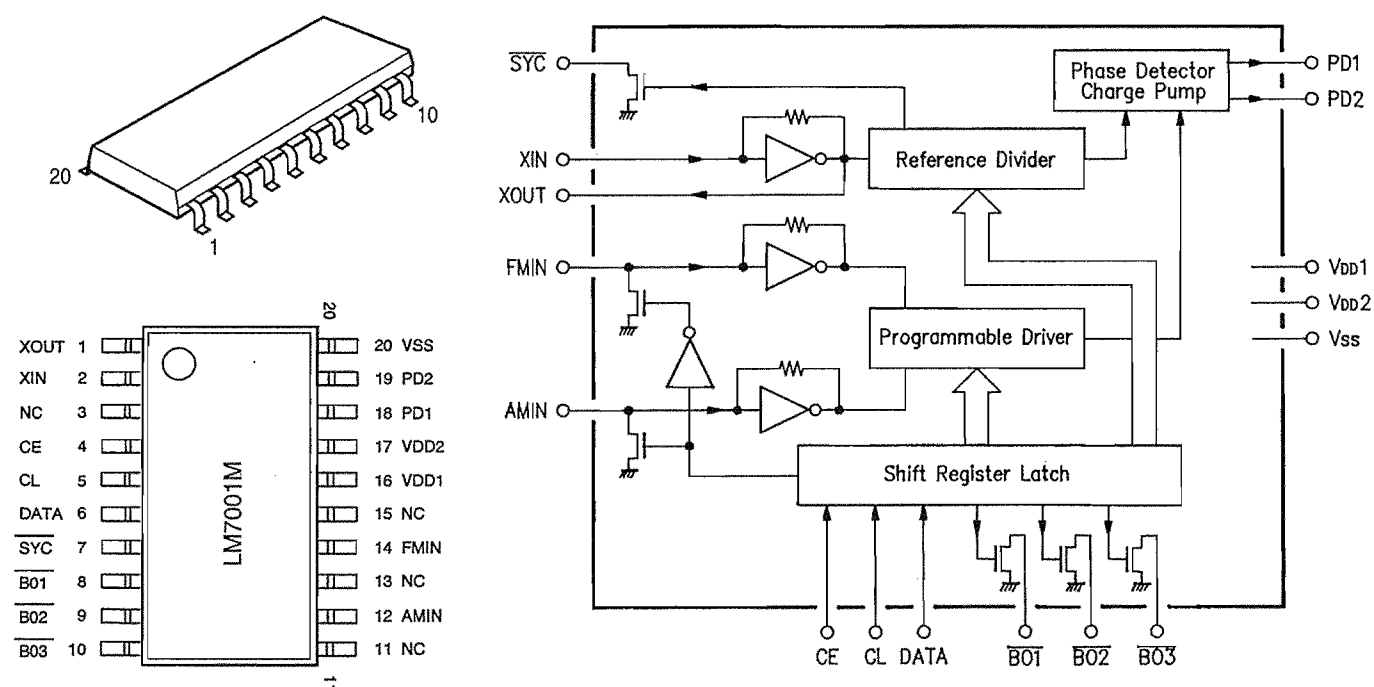 10
20
1
20
XOUT 1
XIN 2
NC 3
CE 4
CL 5
DATA 6
SYC 7
B01 8
B02 9
B03 10
LM7001M
20 VSS
19 PD2
18 PD1
17 VDD2
16 VDD1
15 NC
14 FMIN
13 NC
12 AMIN
11 NC
SYC
XIN
XOUT
FMIN
AMIN
Phase Detector
Charge Pump
Reference Divider
Programmable Driver
Shift Register Latch
PD1
PD2
VDD1
VDD2
VSS
CE CL DATA BO1 BO2 BO3